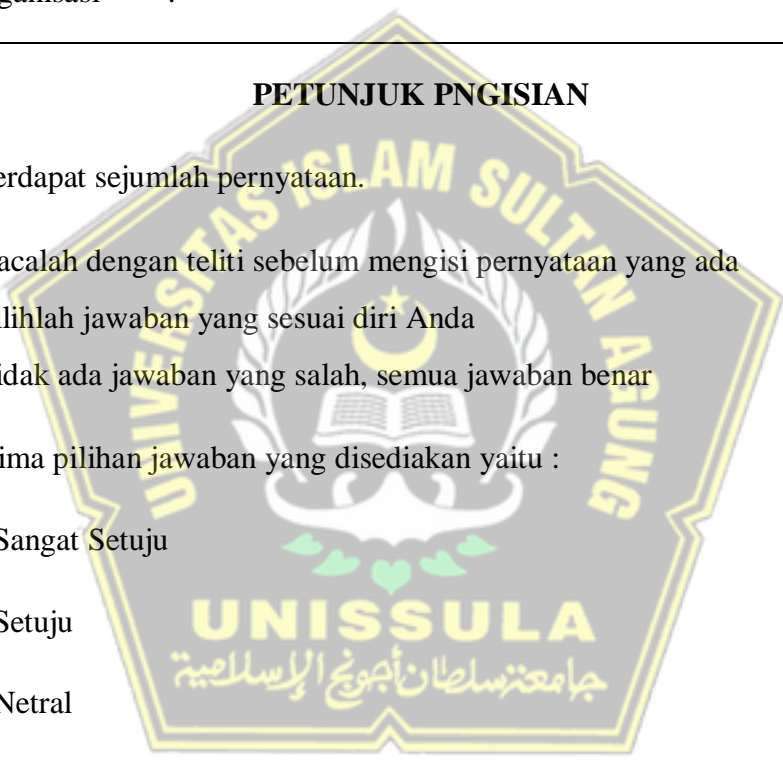 ganisasi
PETUNJUK PNGISIAN
erdapat sejumlah pernyataan.
acalah dengan teliti sebelum mengisi pernyataan yang ada
ilihlah jawaban yang sesuai diri Anda
idak ada jawaban yang salah, semua jawaban benar
ima pilihan jawaban yang disediakan yaitu :
Sangat Setuju
Setuju
Netral
UNIVERSITAS ISLAM SULTAN AGUNG
UNISSULA
جامعة سلطان أجونج الإسلامية